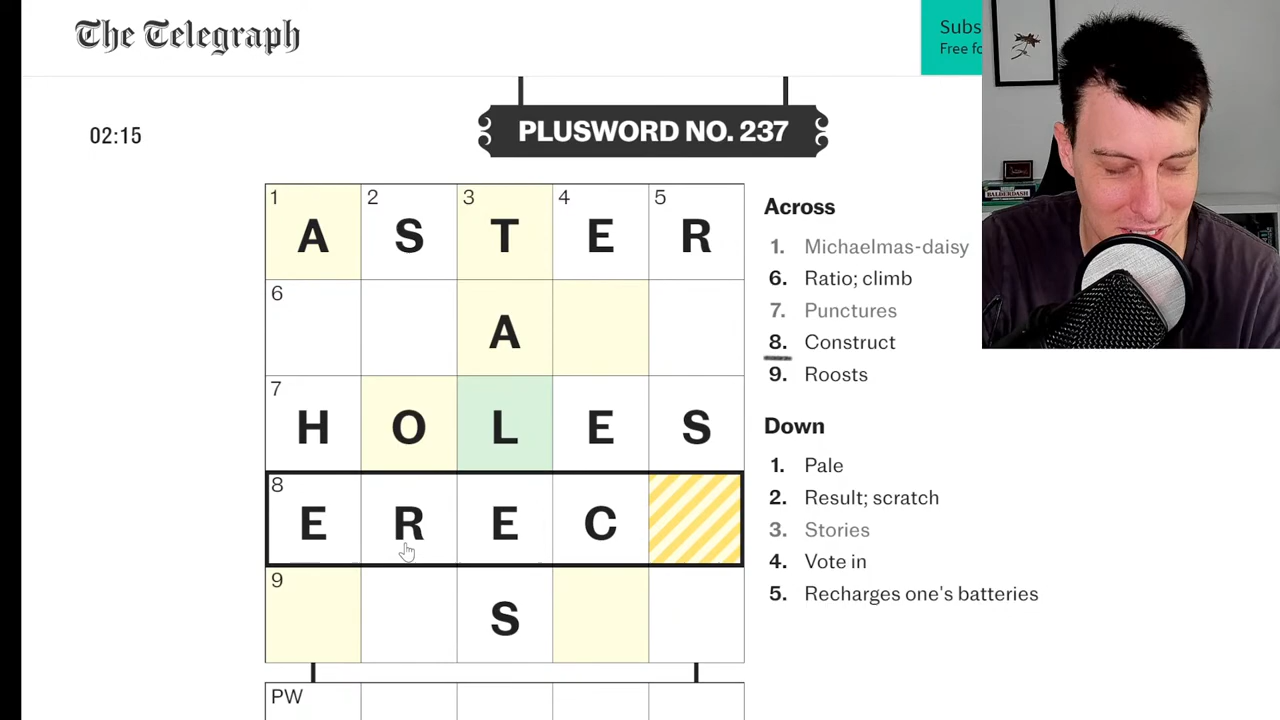 The Telegraph
Subs
Free fo
BALDERDASH
02:15
PLUSWORD NO. 237
1 A 2 S 3 T 4 E 5 R
6 A
7 H O L E S
8 E R E C
9 S
PW
Across
1. Michaelmas-daisy
6. Ratio; climb
7. Punctures
8. Construct
9. Roosts
Down
1. Pale
2. Result; scratch
3. Stories
4. Vote in
5. Recharges one's batteries